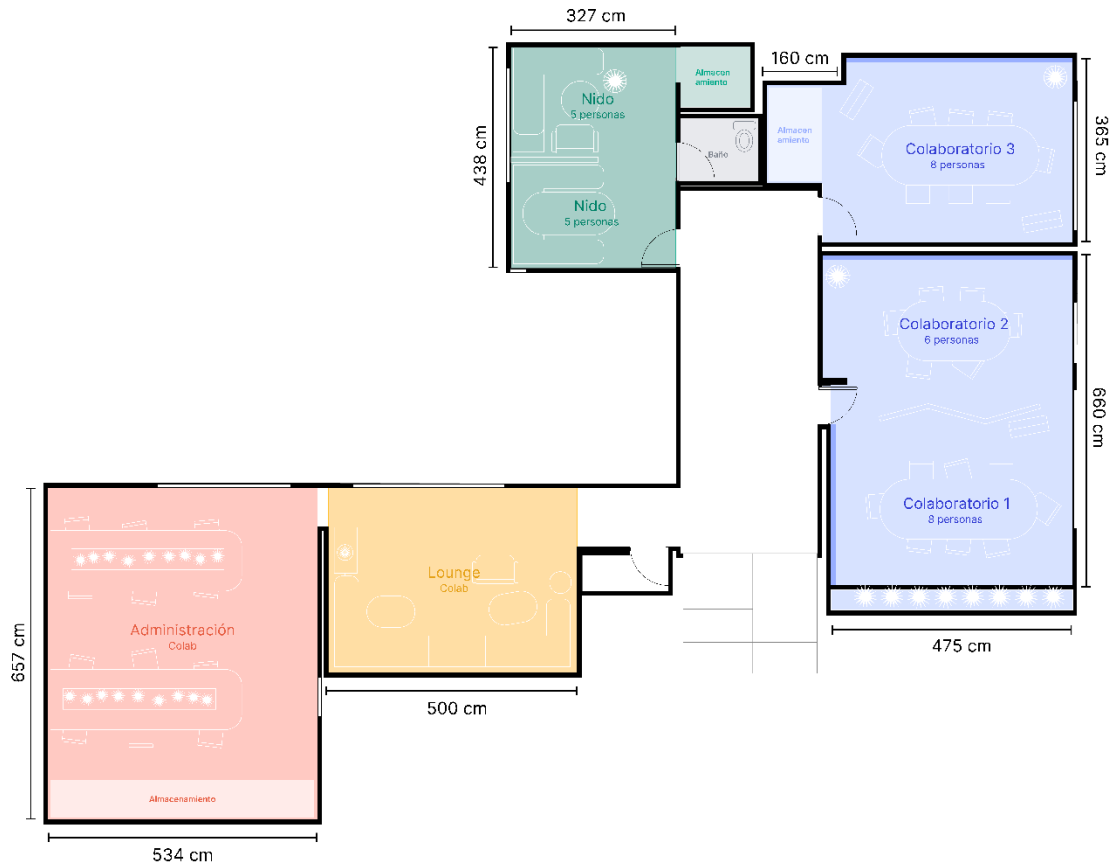 327 cm
438 cm
Nido
5 personas
Nido
5 personas
Almacen
amiento
Baño
160 cm
Almacen
amiento
Colaboratorio 3
8 personas
365 cm
Colaboratorio 2
6 personas
660 cm
Colaboratorio 1
8 personas
475 cm
Lounge
Colab
500 cm
Administración
Colab
657 cm
Almacenamiento
534 cm